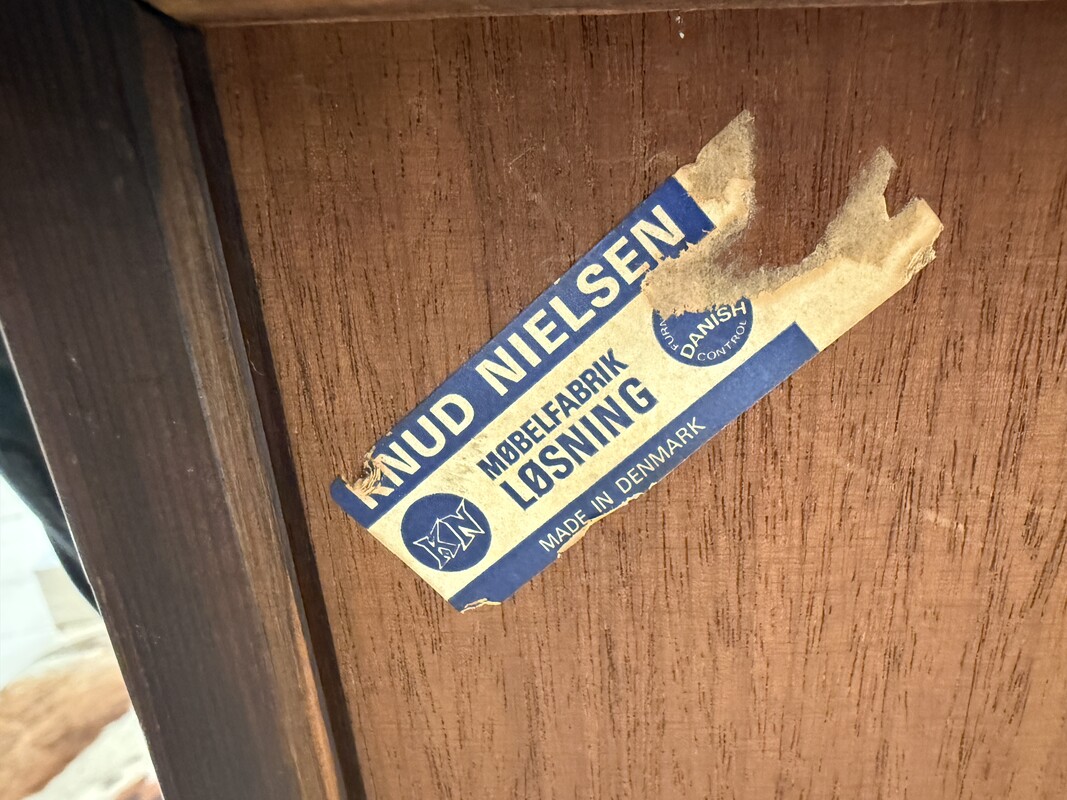 KNUD NIELSEN
MØBELFABRIK
LØSNING
KN
DANISH
CONTROL
MADE IN DENMARK